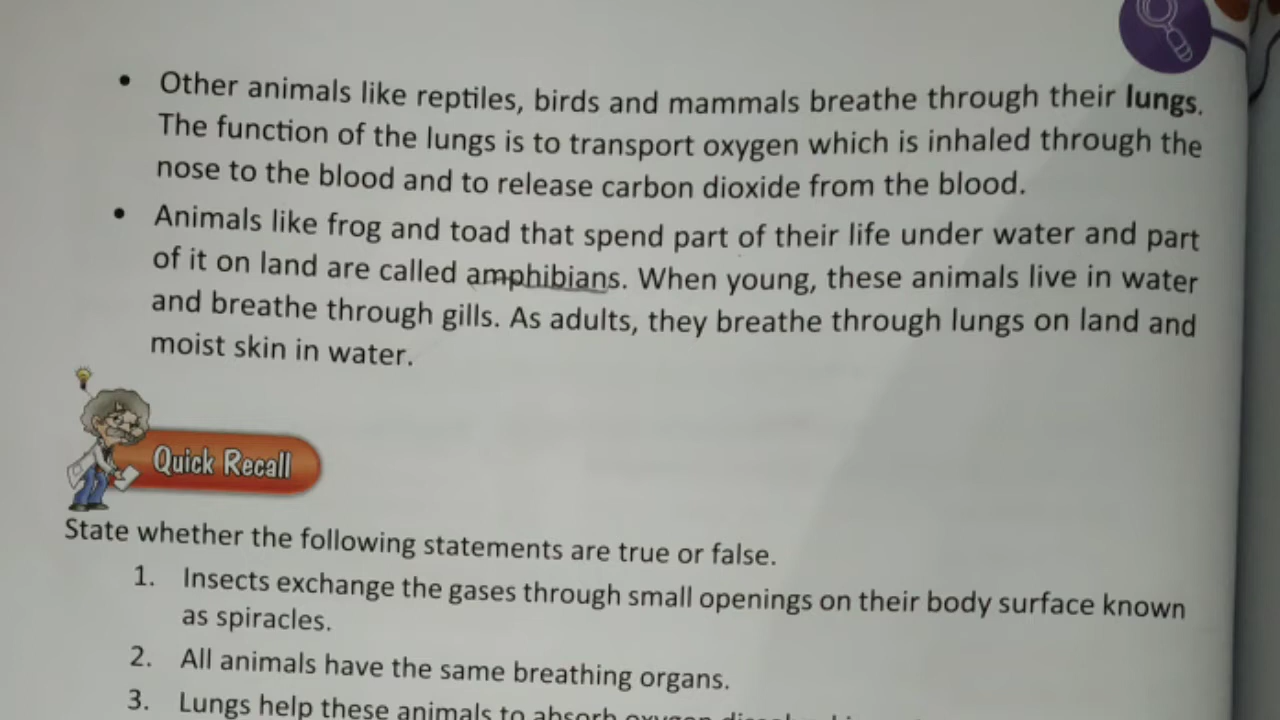 • Other animals like reptiles, birds and mammals breathe through their lungs.
The function of the lungs is to transport oxygen which is inhaled through the
nose to the blood and to release carbon dioxide from the blood.
• Animals like frog and toad that spend part of their life under water and part
of it on land are called amphibians. When young, these animals live in water
and breathe through gills. As adults, they breathe through lungs on land and
moist skin in water.
Quick Recall
State whether the following statements are true or false.
1. Insects exchange the gases through small openings on their body surface known
as spiracles.
2. All animals have the same breathing organs.
3. Lungs help these animals to absorb oxygen